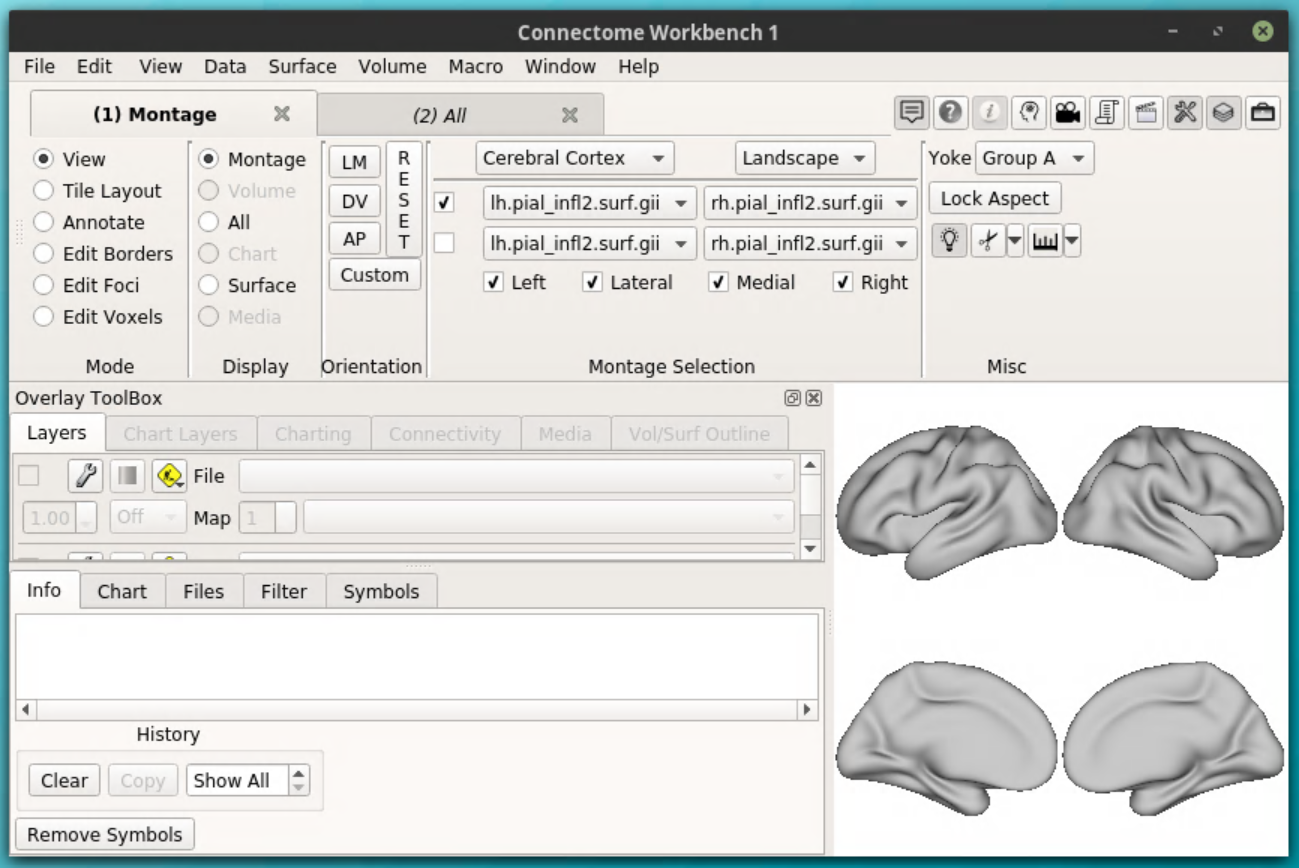 Connectome Workbench 1
File Edit View Data Surface Volume Macro Window Help
(1) Montage (2) All
View
Tile Layout
Annotate
Edit Borders
Edit Foci
Edit Voxels
Mode
Montage
Volume
All
Chart
Surface
Media
Display
LM
DV
AP
Custom
RESET
Orientation
Cerebral Cortex Landscape
lh.pial_infl2.surf.gii rh.pial_infl2.surf.gii
lh.pial_infl2.surf.gii rh.pial_infl2.surf.gii
Left Lateral Medial Right
Montage Selection
Yoke Group A
Lock Aspect
Misc
Overlay ToolBox
Layers Chart Layers Charting Connectivity Media Vol/Surf Outline
File
1.00 Off Map 1
Info Chart Files Filter Symbols
History
Clear Copy Show All
Remove Symbols